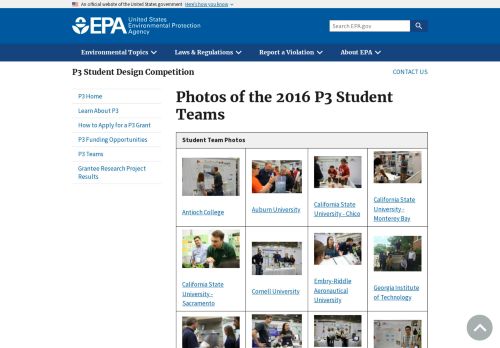 An official website of the United States government Here's how you know
EPA United States
Environmental Protection
Agency
Search EPA.gov
Environmental Topics Laws & Regulations Report a Violation About EPA
P3 Student Design Competition CONTACT US
P3 Home
Learn About P3
How to Apply for a P3 Grant
P3 Funding Opportunities
P3 Teams
Grantee Research Project
Results
Photos of the 2016 P3 Student
Teams
Student Team Photos
Antioch College
Auburn University
California State
University - Chico
California State
University -
Monterey Bay
California State
University -
Sacramento
Cornell University
Embry-Riddle
Aeronautical
University
Georgia Institute
of Technology